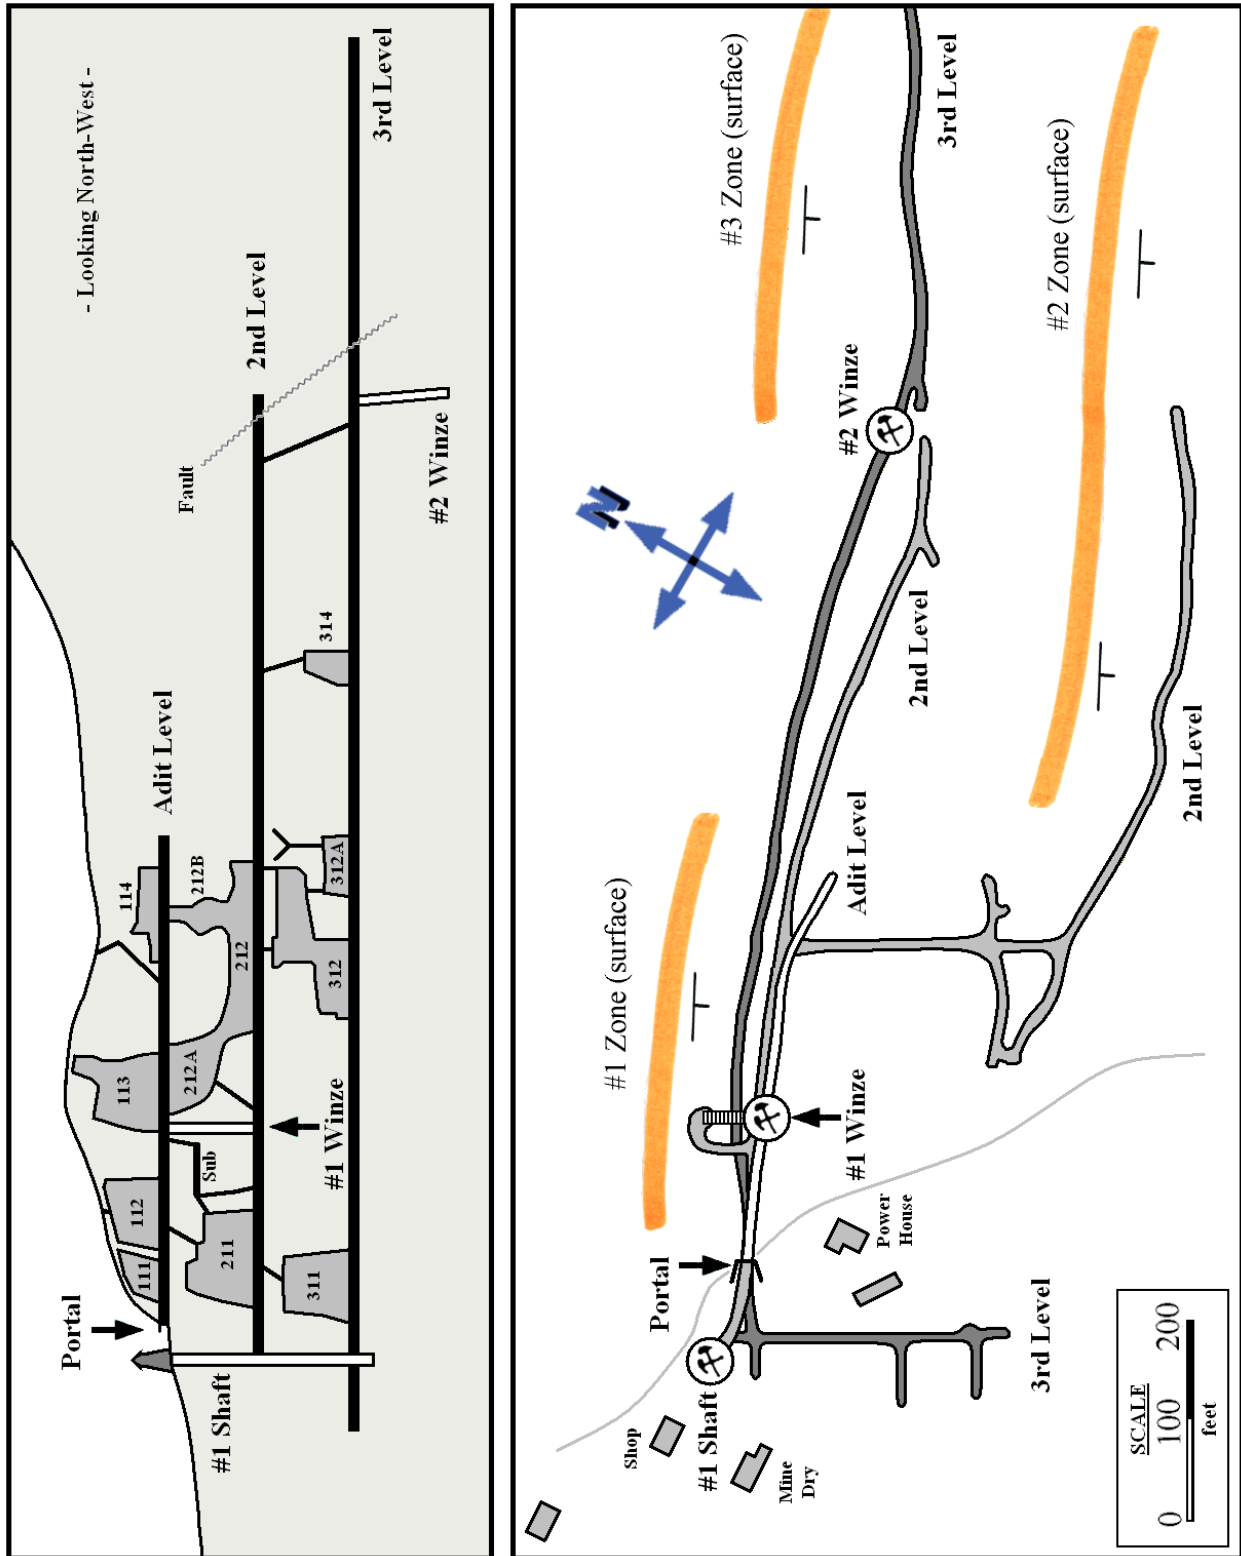 - Looking North-West -
3rd Level
2nd Level
Fault
#2 Winze
314
Adit Level
114
212B
212
312A
312
113
212A
#1 Winze
Sub
112
111
211
311
Portal
#1 Shaft
#3 Zone (surface)
3rd Level
#2 Zone (surface)
#2 Winze
N
2nd Level
2nd Level
Adit Level
#1 Zone (surface)
#1 Winze
Power
House
Portal
3rd Level
#1 Shaft
Shop
Mine
Dry
SCALE
0 100 200
feet